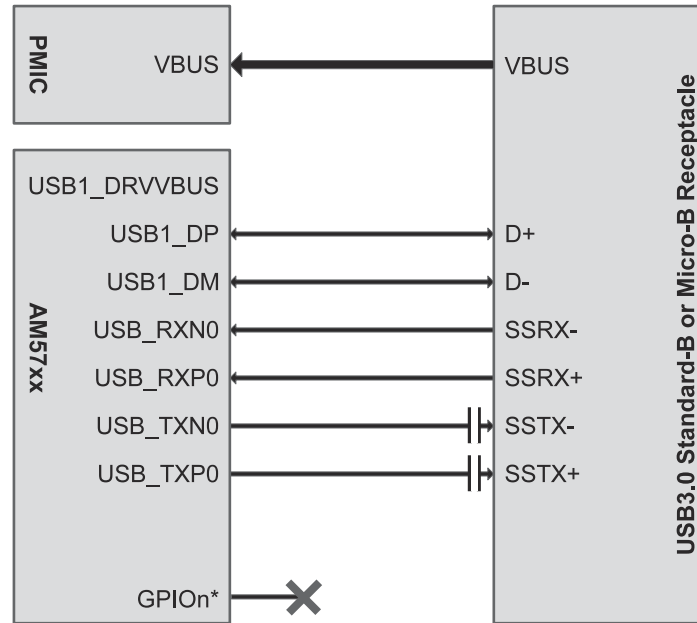 PMIC
VBUS
VBUS
AM57xx
USB1_DRVVBUS
USB1_DP
D+
USB1_DM
D-
USB_RXN0
SSRX-
USB_RXP0
SSRX+
USB_TXN0
SSTX-
USB_TXP0
SSTX+
GPIOn*
USB3.0 Standard-B or Micro-B Receptacle